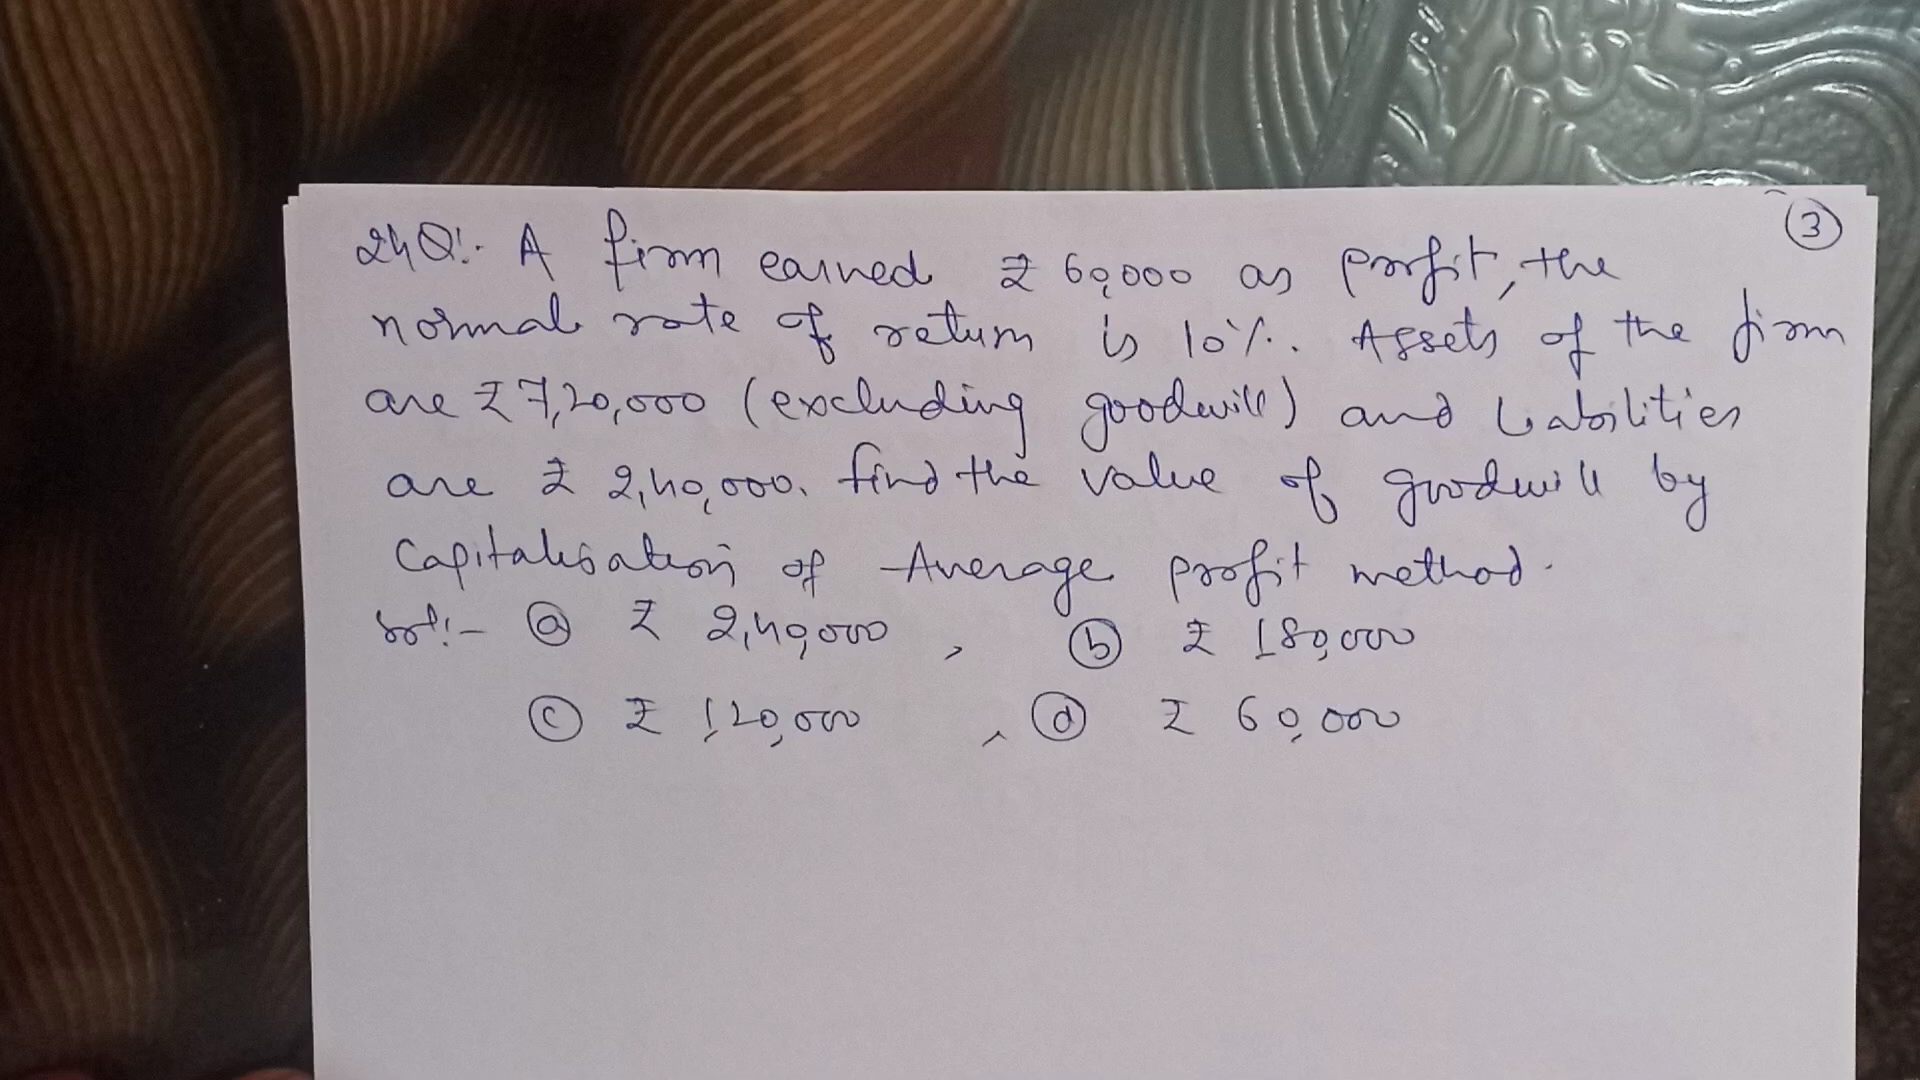 ③
24Q:- A firm earned ₹ 60,000 as profit, the
normal rate of return is 10%. Assets of the firm
are ₹ 7,20,000 (excluding goodwill) and Liabilities
are ₹ 2,40,000. find the value of goodwill by
Capitalisation of Average profit method.
Sol:- ⓐ ₹ 2,40,000 , ⓑ ₹ 180,000
ⓒ ₹ 1,20,000 , ⓓ ₹ 60,000